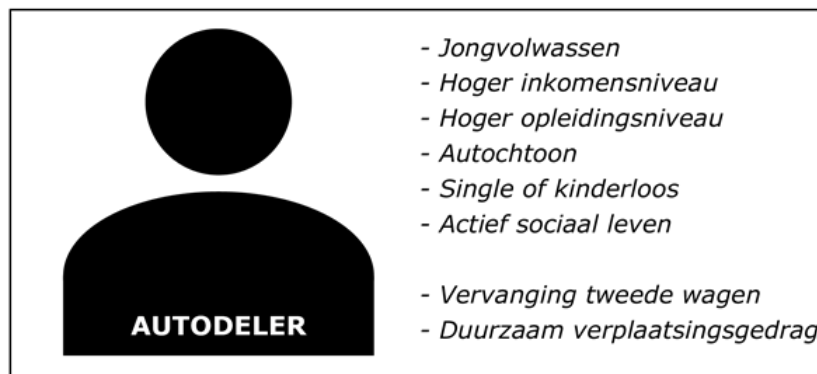 - Jongvolwassen
- Hoger inkomensniveau
- Hoger opleidingsniveau
- Autochtoon
- Single of kinderloos
- Actief sociaal leven
- Vervanging tweede wagen
- Duurzaam verplaatsingsgedrag
AUTODELER